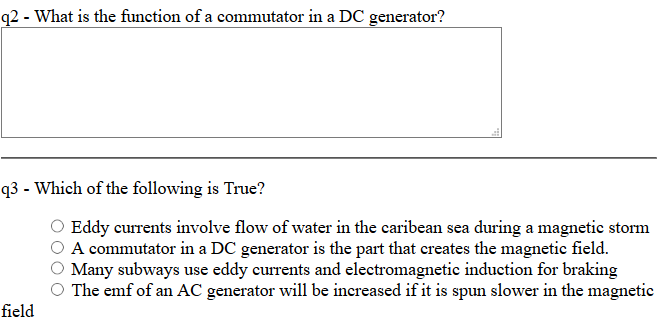 q2 - What is the function of a commutator in a DC generator?
q3 - Which of the following is True?
Eddy currents involve flow of water in the caribean sea during a magnetic storm
A commutator in a DC generator is the part that creates the magnetic field.
Many subways use eddy currents and electromagnetic induction for braking
The emf of an AC generator will be increased if it is spun slower in the magnetic
field